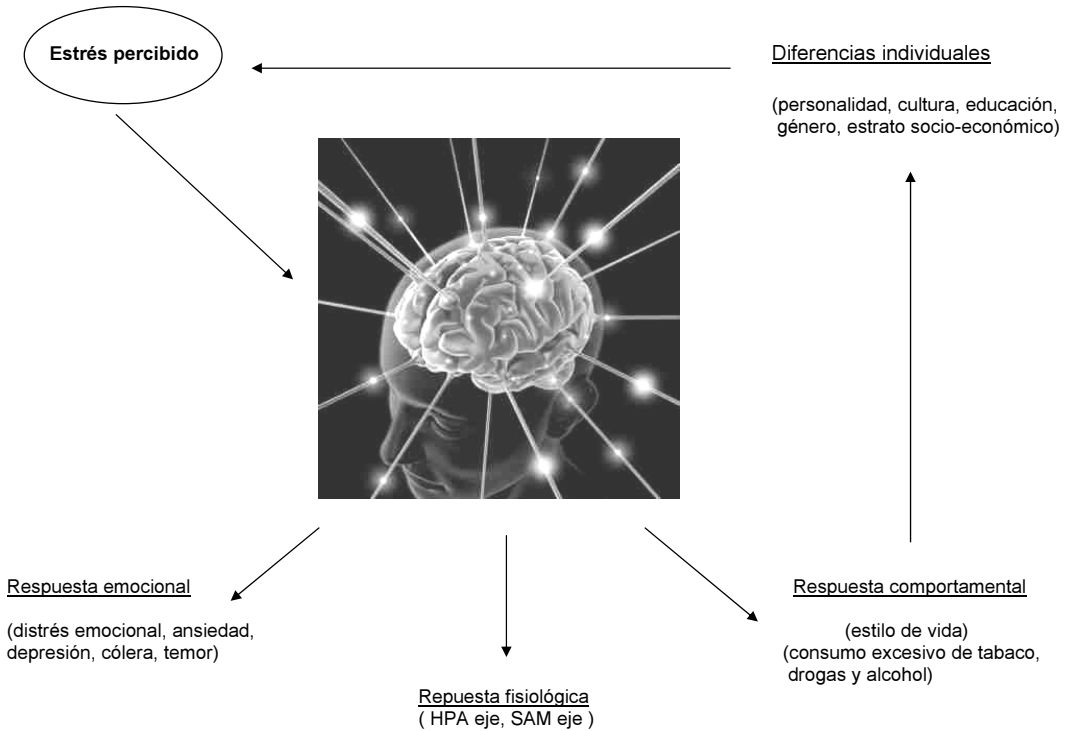 Estrés percibido
Diferencias individuales
(personalidad, cultura, educación,
género, estrato socio-económico)
Respuesta emocional
(distrés emocional, ansiedad,
depresión, cólera, temor)
Repuesta fisiológica
( HPA eje, SAM eje )
Respuesta comportamental
(estilo de vida)
(consumo excesivo de tabaco,
drogas y alcohol)